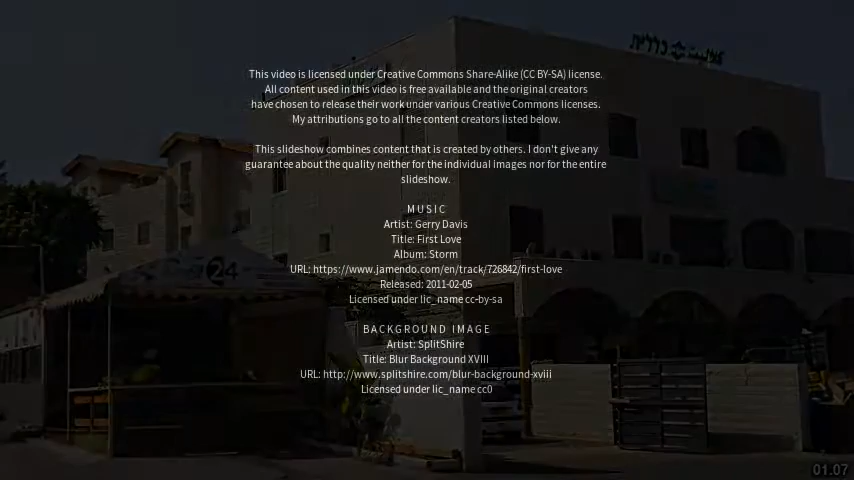 כללית
This video is licensed under Creative Commons Share-Alike (CC BY-SA) license.
All content used in this video is free available and the original creators
have chosen to release their work under various Creative Commons licenses.
My attributions go to all the content creators listed below.
This slideshow combines content that is created by others. I don't give any
guarantee about the quality neither for the individual images nor for the entire
slideshow.
MUSIC
Artist: Gerry Davis
Title: First Love
Album: Storm
URL: https://www.jamendo.com/en/track/726842/first-love
Released: 2011-02-05
Licensed under lic_name cc-by-sa
24
BACKGROUND IMAGE
Artist: SplitShire
Title: Blur Background XVIII
URL: http://www.splitshire.com/blur-background-xviii
Licensed under lic_name cc0
01.07